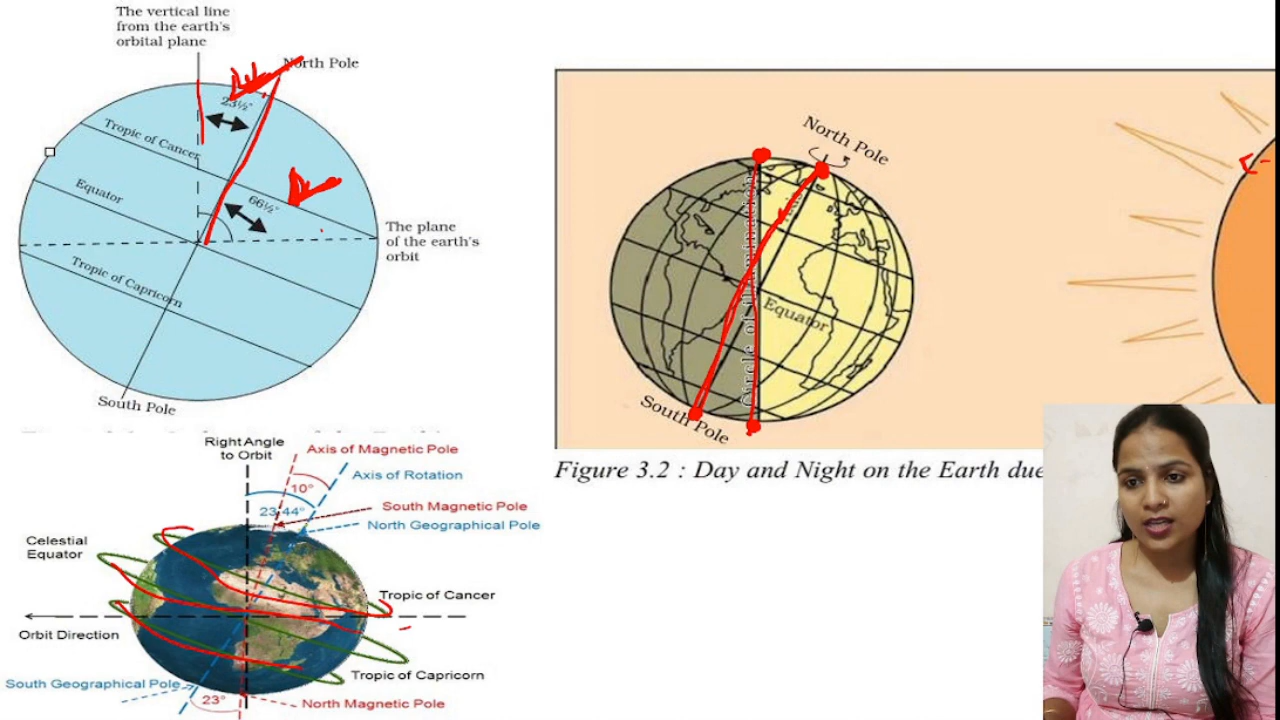 The vertical line
from the earth's
orbital plane
North Pole
23½°
Tropic of Cancer
Equator
66½°
The plane
of the earth's
orbit
Tropic of Capricorn
South Pole
North Pole
Circle of Illumination
Axis
Equator
South Pole
Figure 3.2 : Day and Night on the Earth due
Right Angle
to Orbit
Axis of Magnetic Pole
10°
Axis of Rotation
23.44°
South Magnetic Pole
North Geographical Pole
Celestial
Equator
Tropic of Cancer
Orbit Direction
Tropic of Capricorn
South Geographical Pole
23°
North Magnetic Pole